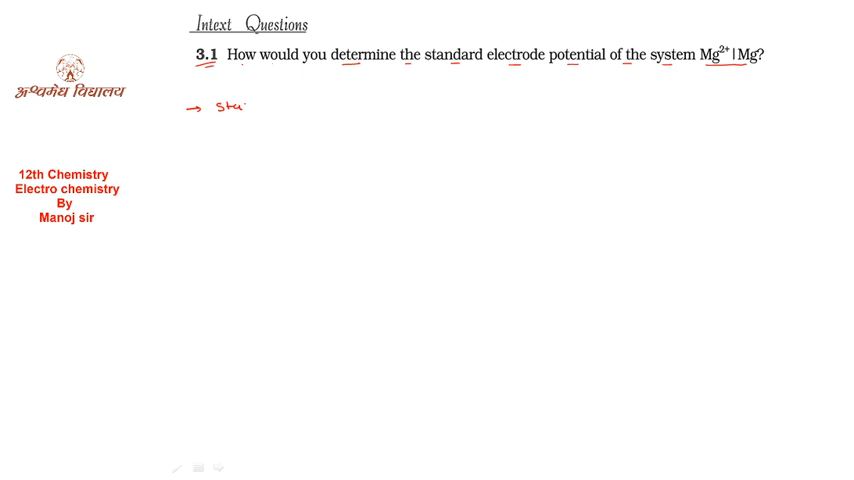 Intext Questions
3.1 How would you determine the standard electrode potential of the system Mg²⁺|Mg?
अश्वमेध विद्यालय
→ Sta
12th Chemistry
Electro chemistry
By
Manoj sir